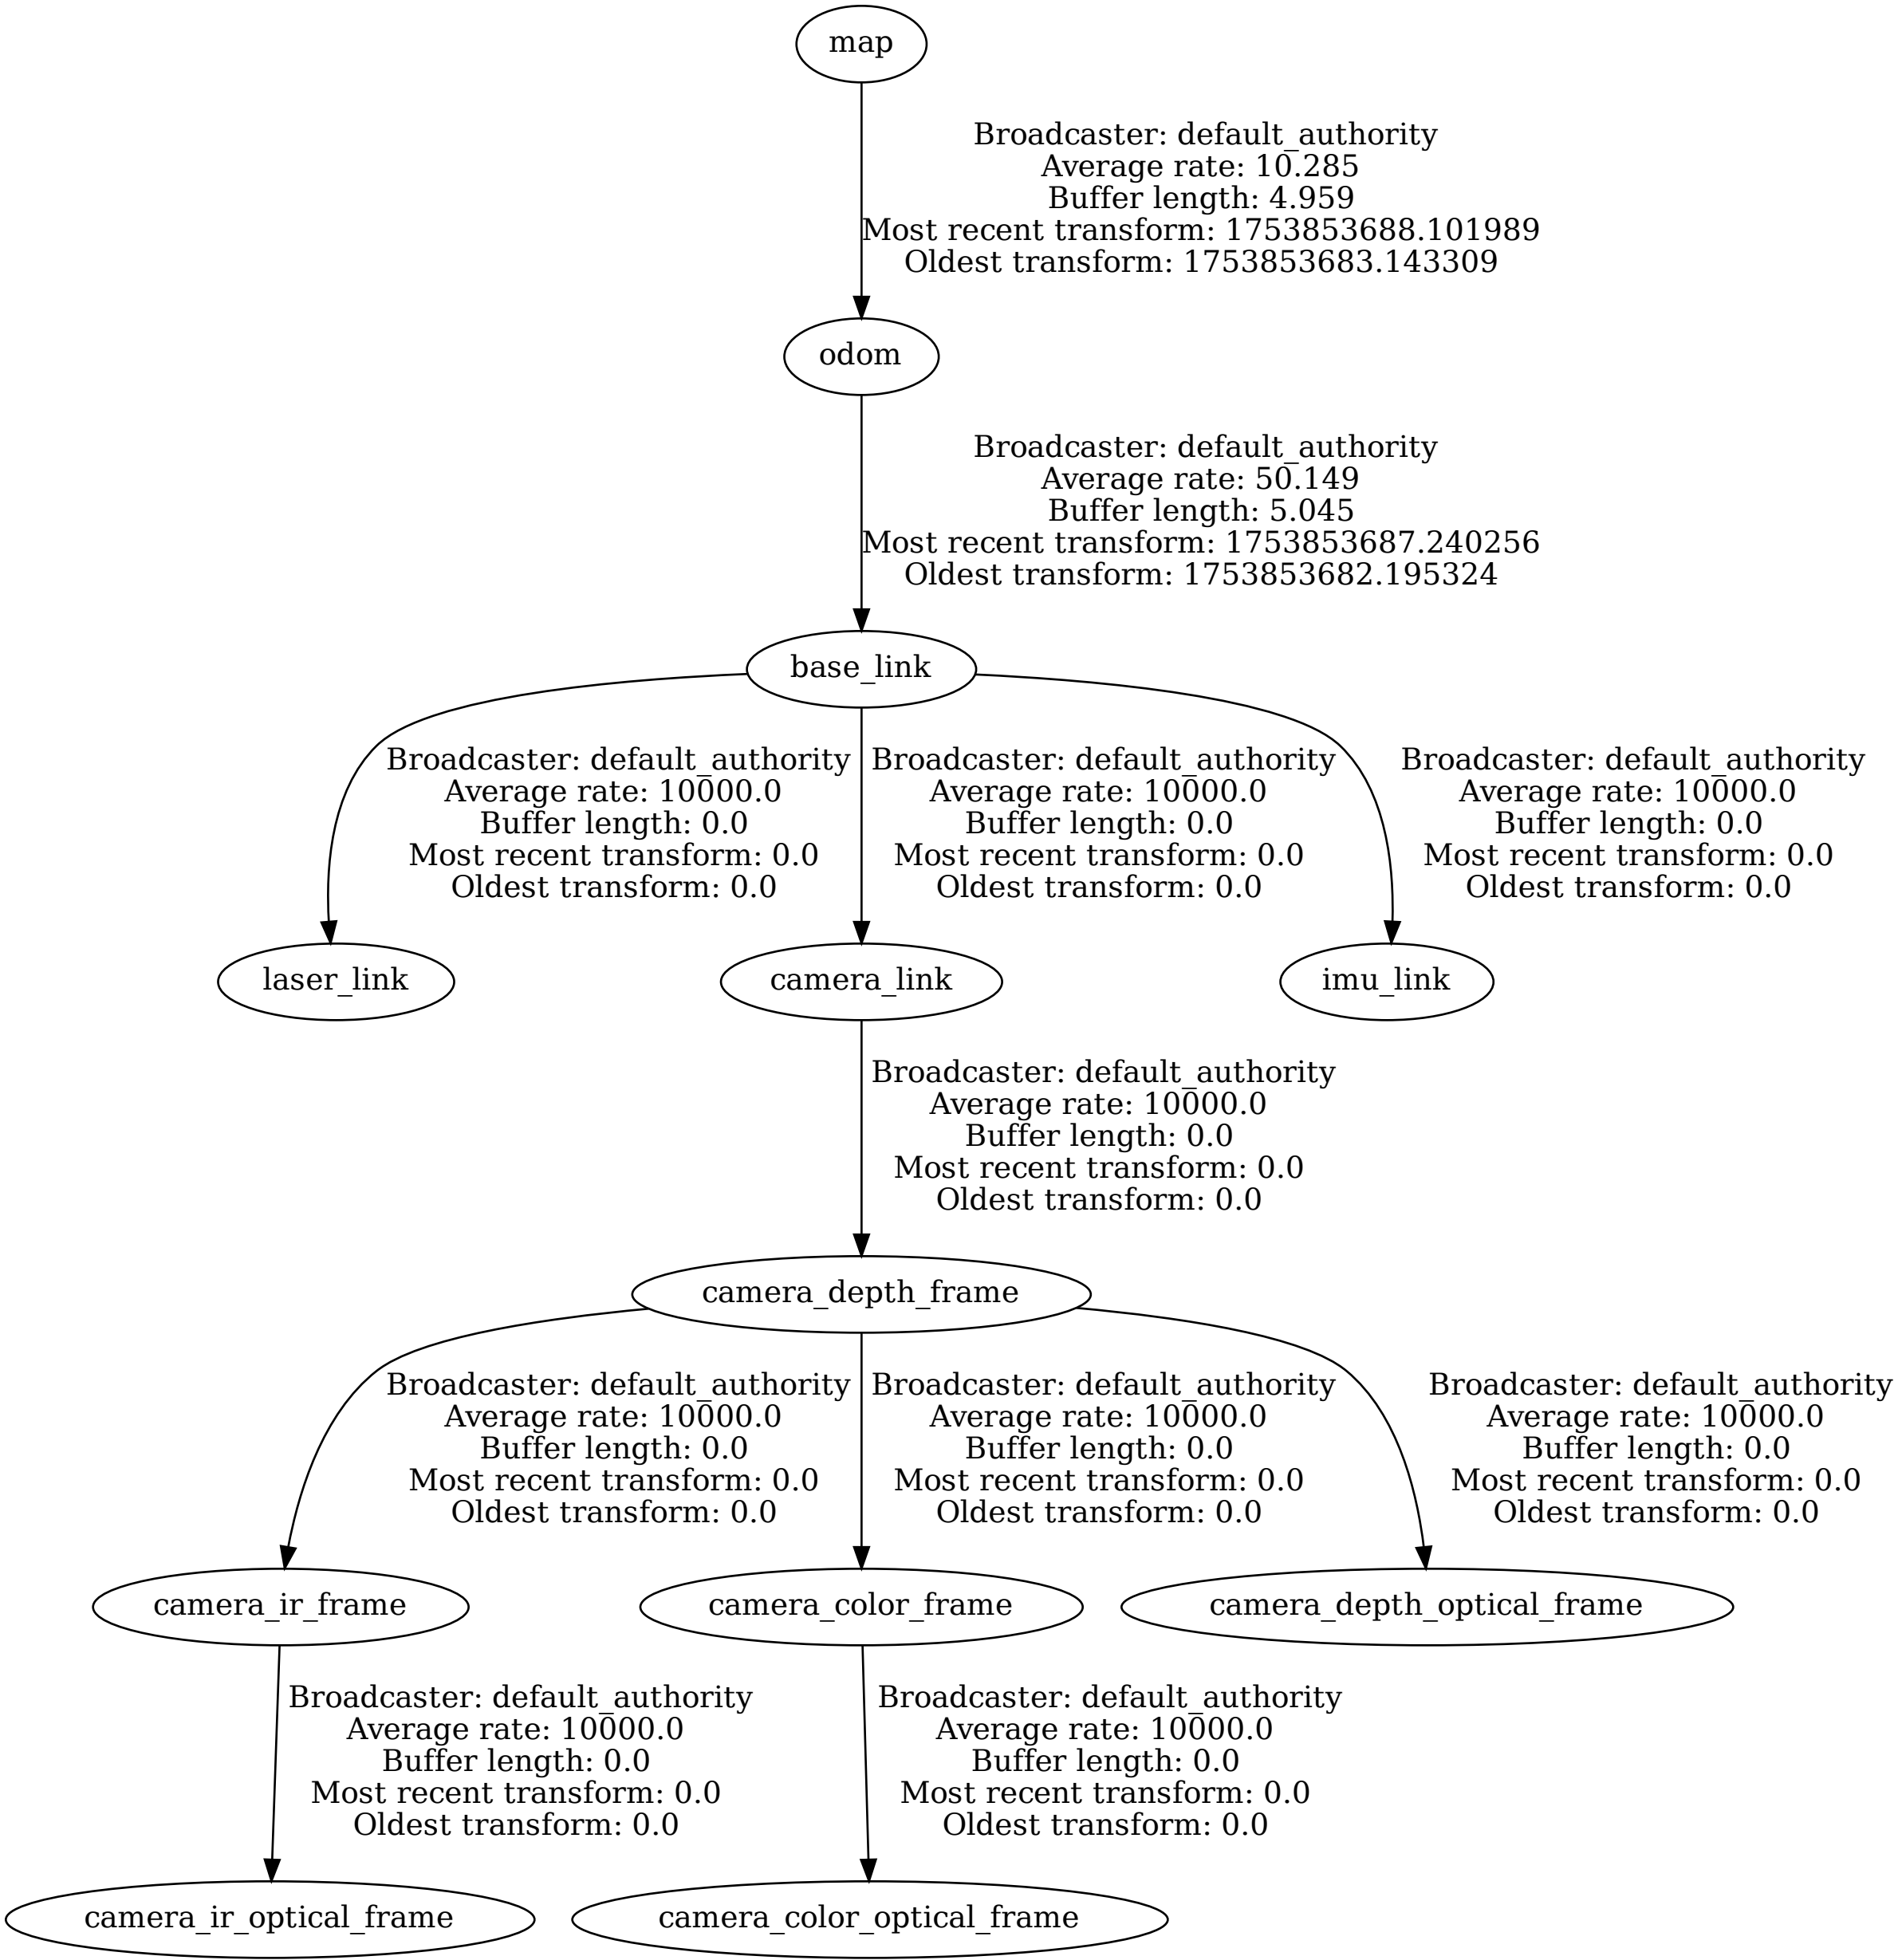 map
Broadcaster: default_authority
Average rate: 10.285
Buffer length: 4.959
Most recent transform: 1753853688.101989
Oldest transform: 1753853683.143309
odom
Broadcaster: default_authority
Average rate: 50.149
Buffer length: 5.045
Most recent transform: 1753853687.240256
Oldest transform: 1753853682.195324
base_link
Broadcaster: default_authority
Average rate: 10000.0
Buffer length: 0.0
Most recent transform: 0.0
Oldest transform: 0.0
Broadcaster: default_authority
Average rate: 10000.0
Buffer length: 0.0
Most recent transform: 0.0
Oldest transform: 0.0
Broadcaster: default_authority
Average rate: 10000.0
Buffer length: 0.0
Most recent transform: 0.0
Oldest transform: 0.0
laser_link
camera_link
imu_link
Broadcaster: default_authority
Average rate: 10000.0
Buffer length: 0.0
Most recent transform: 0.0
Oldest transform: 0.0
camera_depth_frame
Broadcaster: default_authority
Average rate: 10000.0
Buffer length: 0.0
Most recent transform: 0.0
Oldest transform: 0.0
Broadcaster: default_authority
Average rate: 10000.0
Buffer length: 0.0
Most recent transform: 0.0
Oldest transform: 0.0
Broadcaster: default_authority
Average rate: 10000.0
Buffer length: 0.0
Most recent transform: 0.0
Oldest transform: 0.0
camera_ir_frame
camera_color_frame
camera_depth_optical_frame
Broadcaster: default_authority
Average rate: 10000.0
Buffer length: 0.0
Most recent transform: 0.0
Oldest transform: 0.0
Broadcaster: default_authority
Average rate: 10000.0
Buffer length: 0.0
Most recent transform: 0.0
Oldest transform: 0.0
camera_ir_optical_frame
camera_color_optical_frame